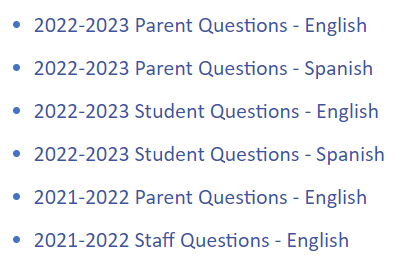 • 2022-2023 Parent Questions - English
• 2022-2023 Parent Questions - Spanish
• 2022-2023 Student Questions - English
• 2022-2023 Student Questions - Spanish
• 2021-2022 Parent Questions - English
• 2021-2022 Staff Questions - English